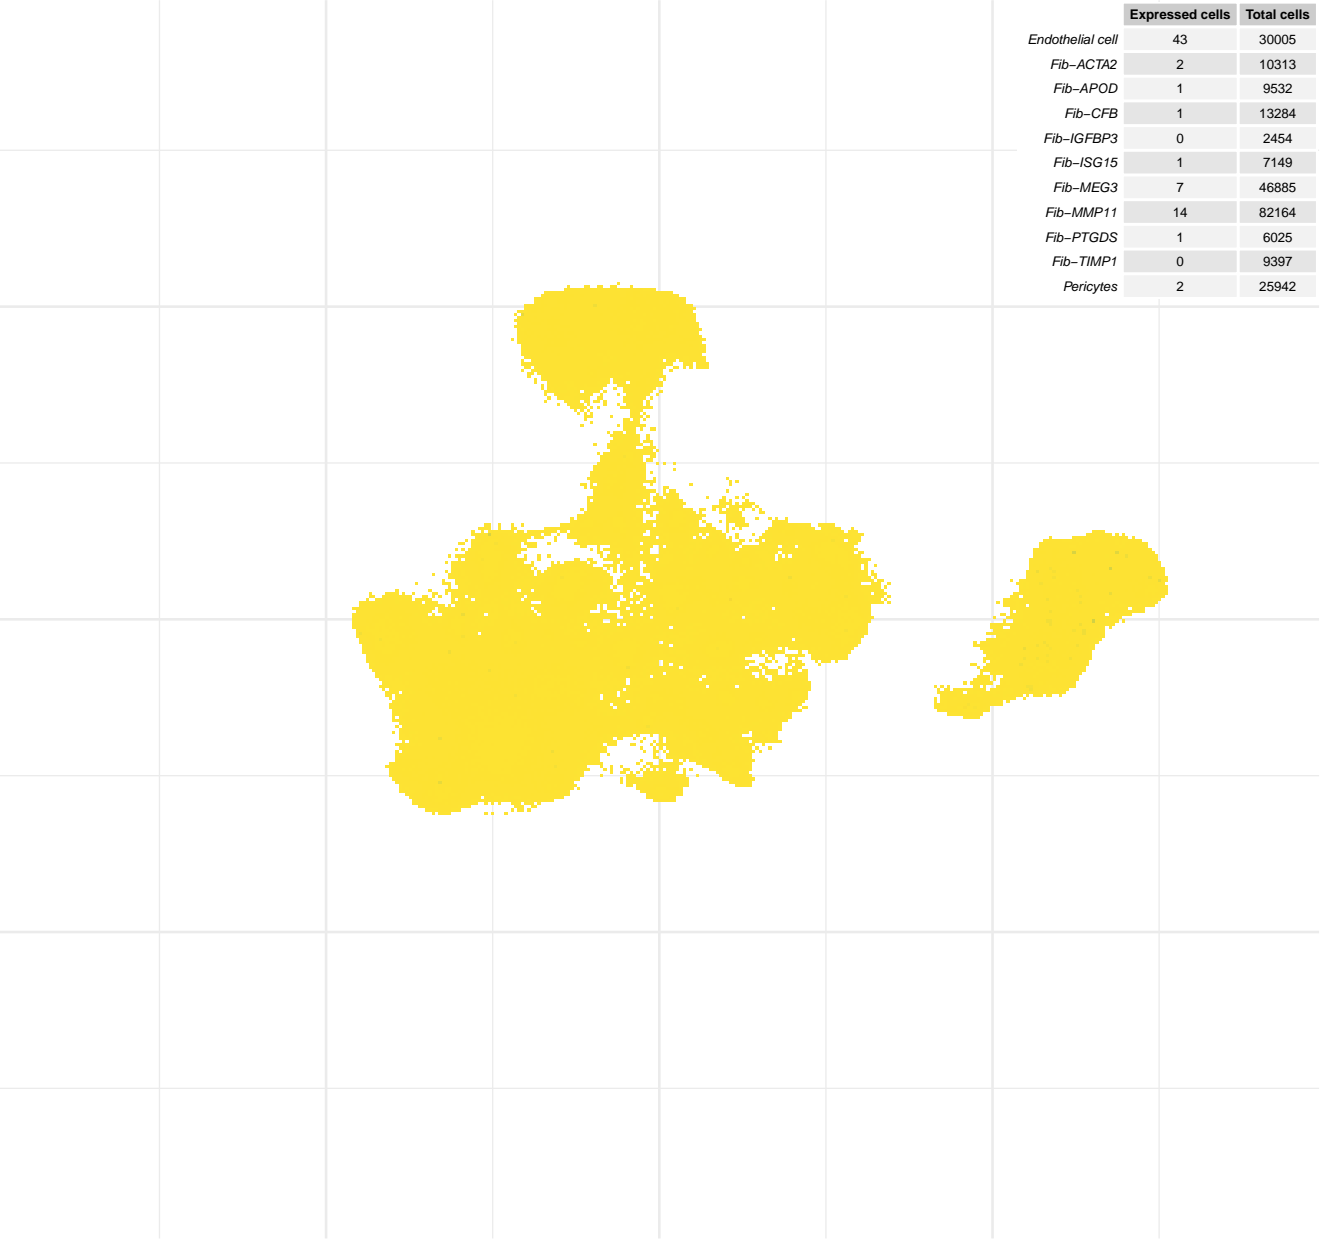 Expressed cells Total cells
Endothelial cell 43 30005
Fib−ACTA2 2 10313
Fib−APOD 1 9532
Fib−CFB 1 13284
Fib−IGFBP3 0 2454
Fib−ISG15 1 7149
Fib−MEG3 7 46885
Fib−MMP11 14 82164
Fib−PTGDS 1 6025
Fib−TIMP1 0 9397
Pericytes 2 25942